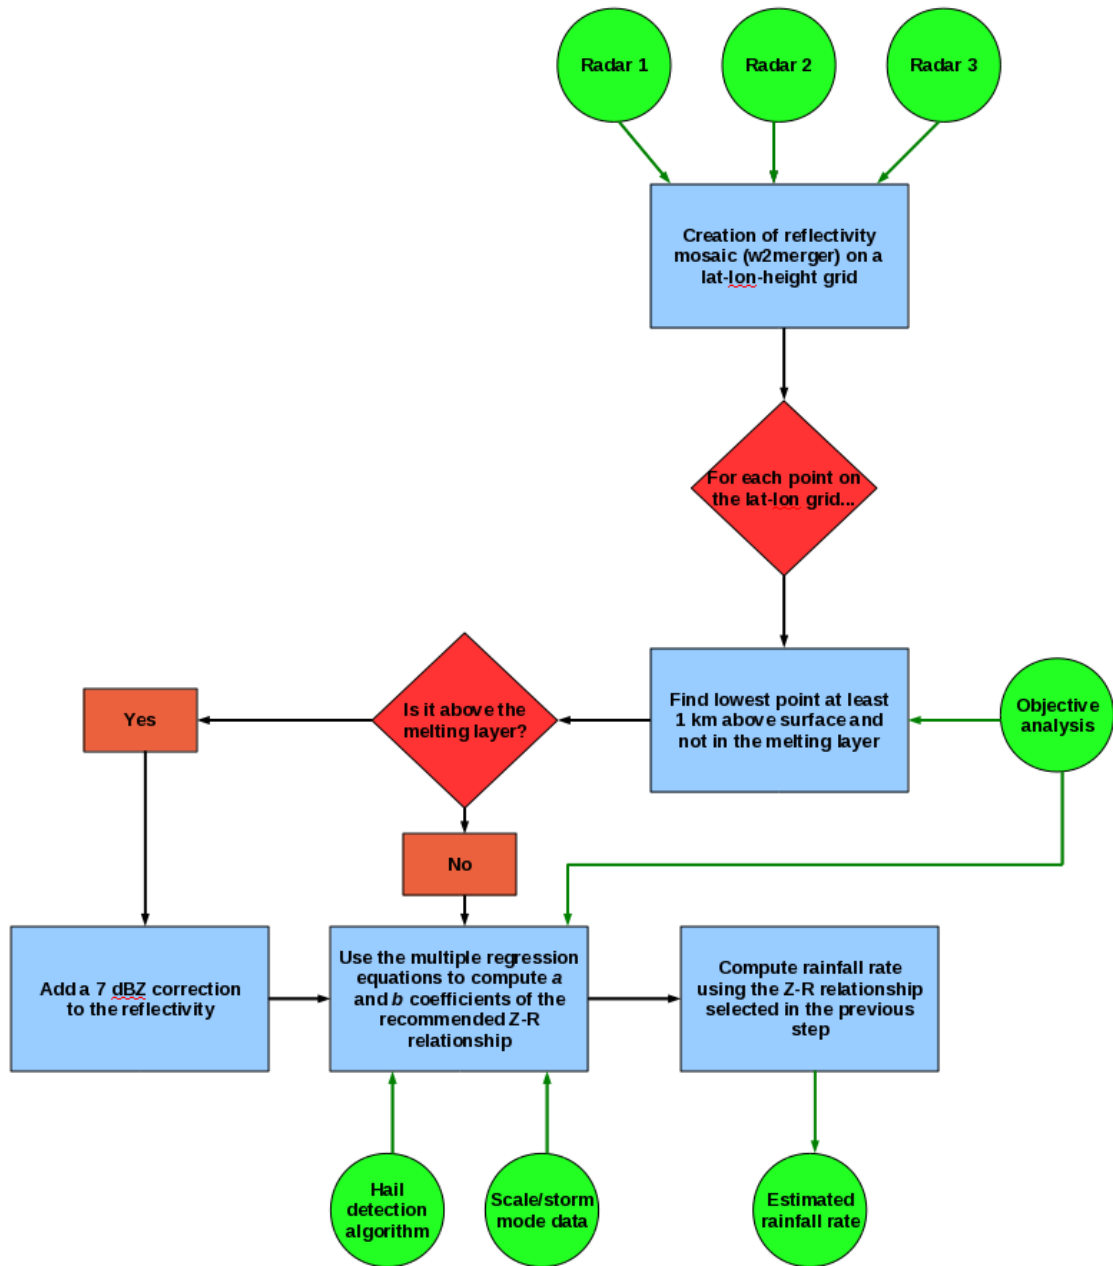 Radar 1
Radar 2
Radar 3
Creation of reflectivity
mosaic (w2merger) on a
lat-lon-height grid
For each point on
the lat-lon grid...
Find lowest point at least
1 km above surface and
not in the melting layer
Objective
analysis
Is it above the
melting layer?
Yes
No
Add a 7 dBZ correction
to the reflectivity
Use the multiple regression
equations to compute a
and b coefficients of the
recommended Z-R
relationship
Compute rainfall rate
using the Z-R relationship
selected in the previous
step
Hail
detection
algorithm
Scale/storm
mode data
Estimated
rainfall rate